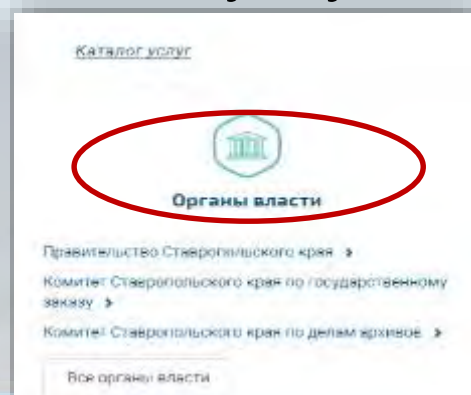 Каталог услуг
Органы власти
Правительство Ставропольского края
Комитет Ставропольского края по государственному
заказу
Комитет Ставропольского края по делам архивов
Все органы власти